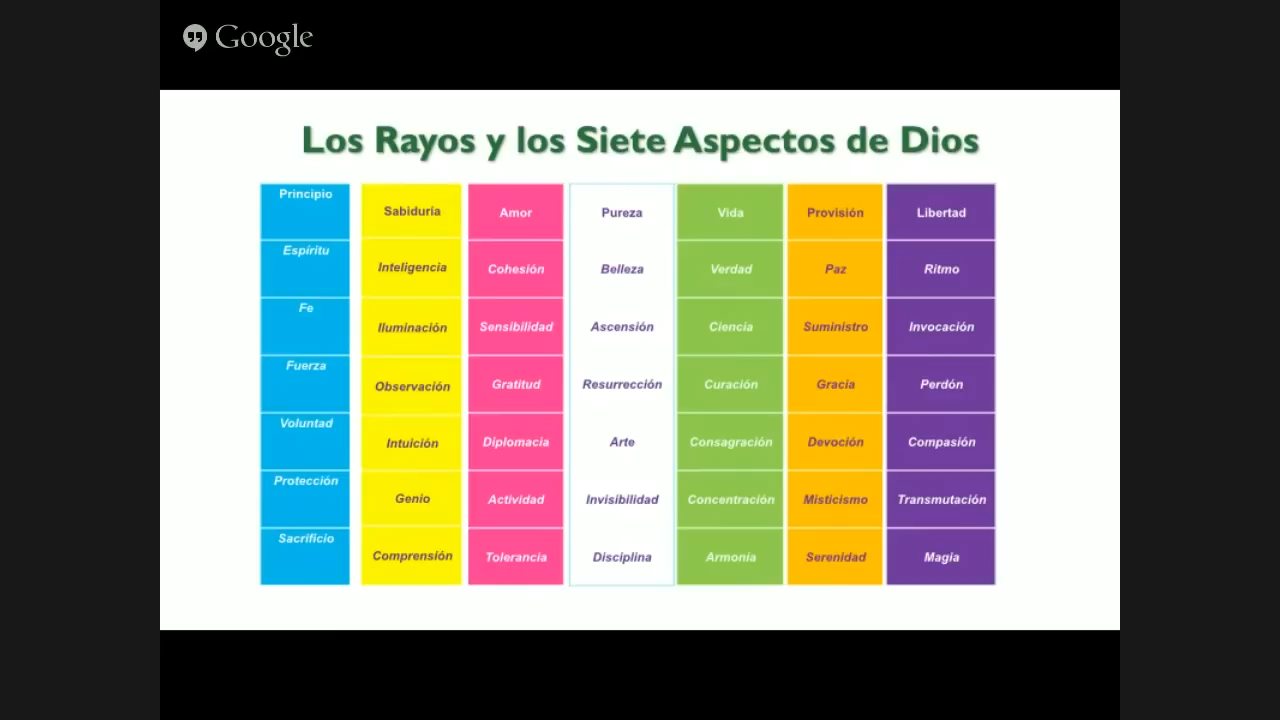 Google
Los Rayos y los Siete Aspectos de Dios
Principio Sabiduría Amor Pureza Vida Provisión Libertad
Espíritu Inteligencia Cohesión Belleza Verdad Paz Ritmo
Fe Iluminación Sensibilidad Ascensión Ciencia Suministro Invocación
Fuerza Observación Gratitud Resurrección Curación Gracia Perdón
Voluntad Intuición Diplomacia Arte Consagración Devoción Compasión
Protección Genio Actividad Invisibilidad Concentración Misticismo Transmutación
Sacrificio Comprensión Tolerancia Disciplina Armonía Serenidad Magia